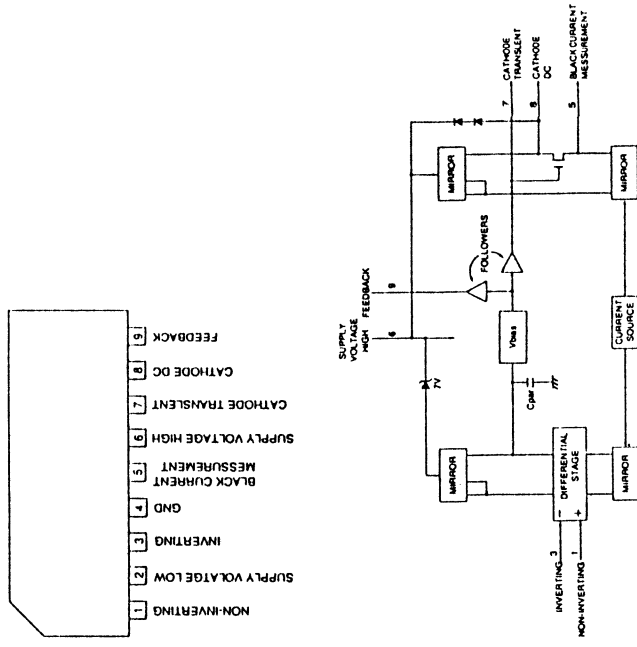 9 FEEDBACK
8 CATHODE DC
7 CATHODE TRANSLENT
6 SUPPLY VOLTAGE HIGH
5 BLACK CURRENT
MESSUREMENT
4 GND
3 INVERTING
2 SUPPLY VOLATGE LOW
1 NON-INVERTING
SUPPLY
VOLTAGE
HIGH
6
FEEDBACK
9
7V
MIRROR
MIRROR
FOLLOWERS
7
CATHODE
TRANSLENT
8
CATHODE
DC
5
BLACK CURRENT
MESSUREMENT
Vbias
Cpar
INVERTING 3
NON-INVERTING 1
−
+
DIFFERENTIAL
STAGE
MIRROR
CURRENT
SOURCE
MIRROR